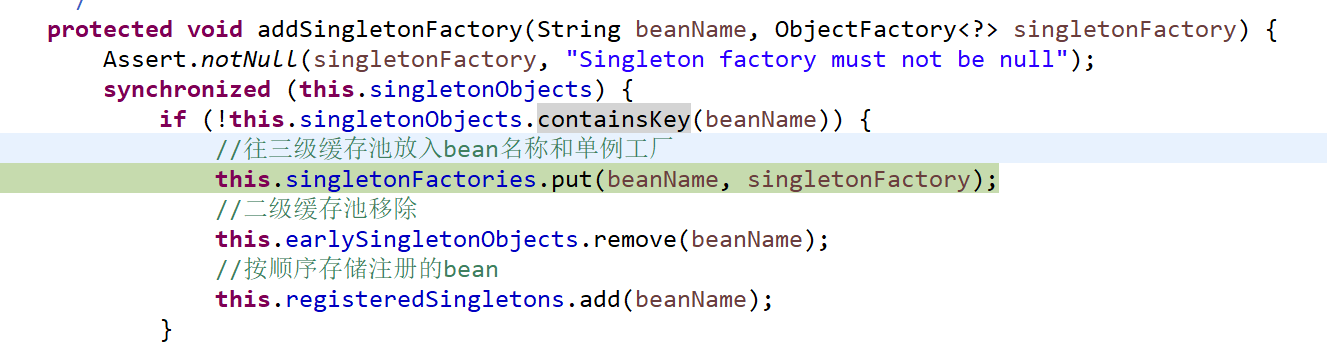 /
protected void addSingletonFactory(String beanName, ObjectFactory<?> singletonFactory) {
Assert.notNull(singletonFactory, "Singleton factory must not be null");
synchronized (this.singletonObjects) {
if (!this.singletonObjects.containsKey(beanName)) {
//往三级缓存池放入bean名称和单例工厂
this.singletonFactories.put(beanName, singletonFactory);
//二级缓存池移除
this.earlySingletonObjects.remove(beanName);
//按顺序存储注册的bean
this.registeredSingletons.add(beanName);
}